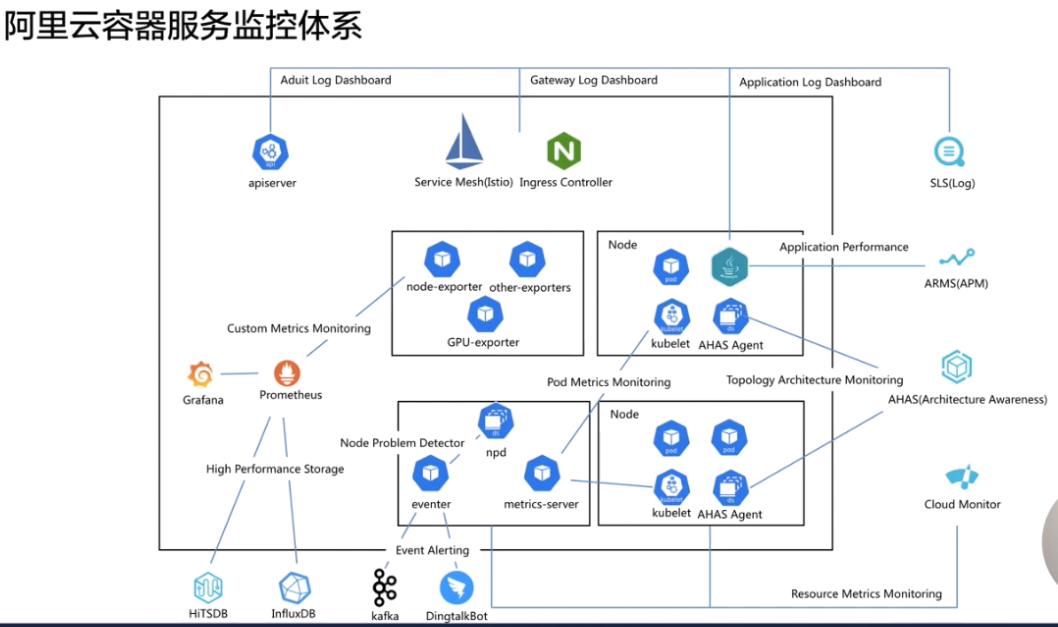 阿里云容器服务监控体系
Aduit Log Dashboard
Gateway Log Dashboard
Application Log Dashboard
api
apiserver
Service Mesh(Istio)
N
Ingress Controller
SLS(Log)
node-exporter
other-exporters
GPU-exporter
Node
pod
kubelet
kubelet
ds
AHAS Agent
Application Performance
ARMS(APM)
Custom Metrics Monitoring
Grafana
Prometheus
Pod Metrics Monitoring
Topology Architecture Monitoring
AHAS(Architecture Awareness)
Node Problem Detector
ds
npd
eventer
metrics-server
Node
pod
pod
kubelet
kubelet
ds
AHAS Agent
High Performance Storage
Cloud Monitor
Event Alerting
HiTSDB
InfluxDB
kafka
DingtalkBot
Resource Metrics Monitoring